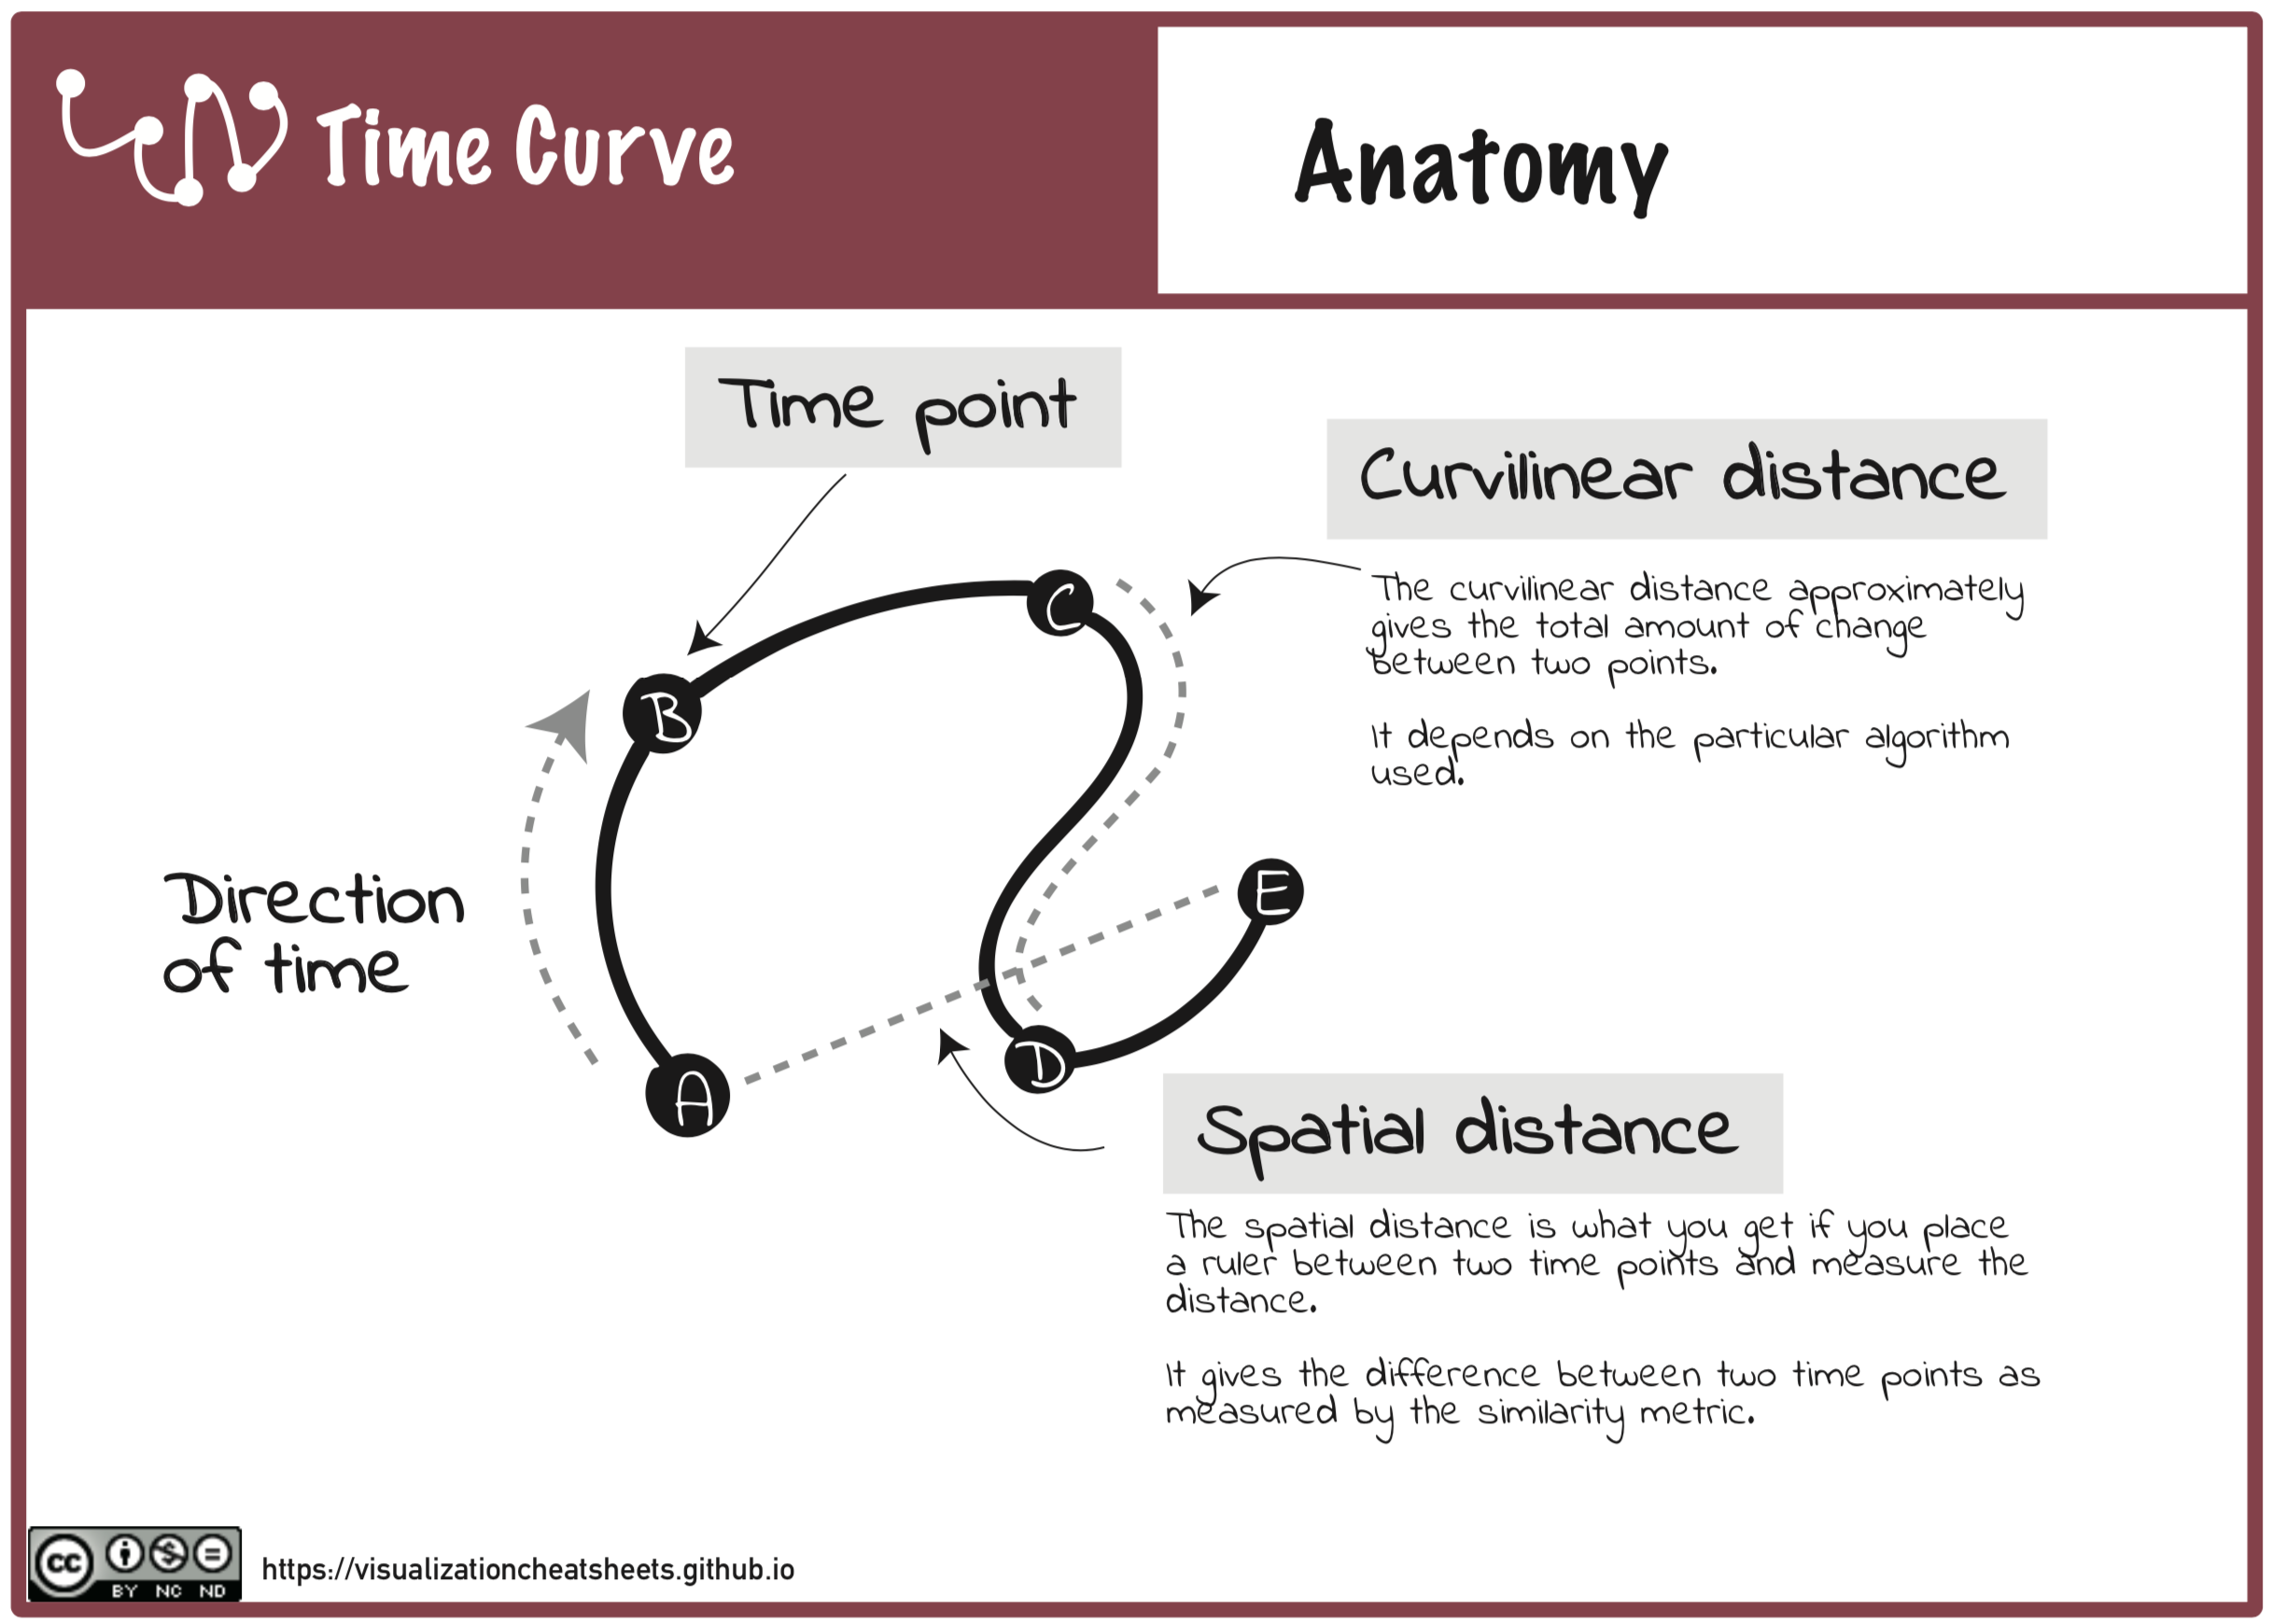 Time Curve
Anatomy
Time point
Curvilinear distance
The curvilinear distance approximately
gives the total amount of change
between two points.
It depends on the particular algorithm
used.
C
B
E
Direction
of time
D
A
Spatial distance
The spatial distance is what you get if you place
a ruler between two time points and measure the
distance.
It gives the difference between two time points as
measured by the similarity metric.
cc
BY NC ND
https://visualizationcheatsheets.github.io